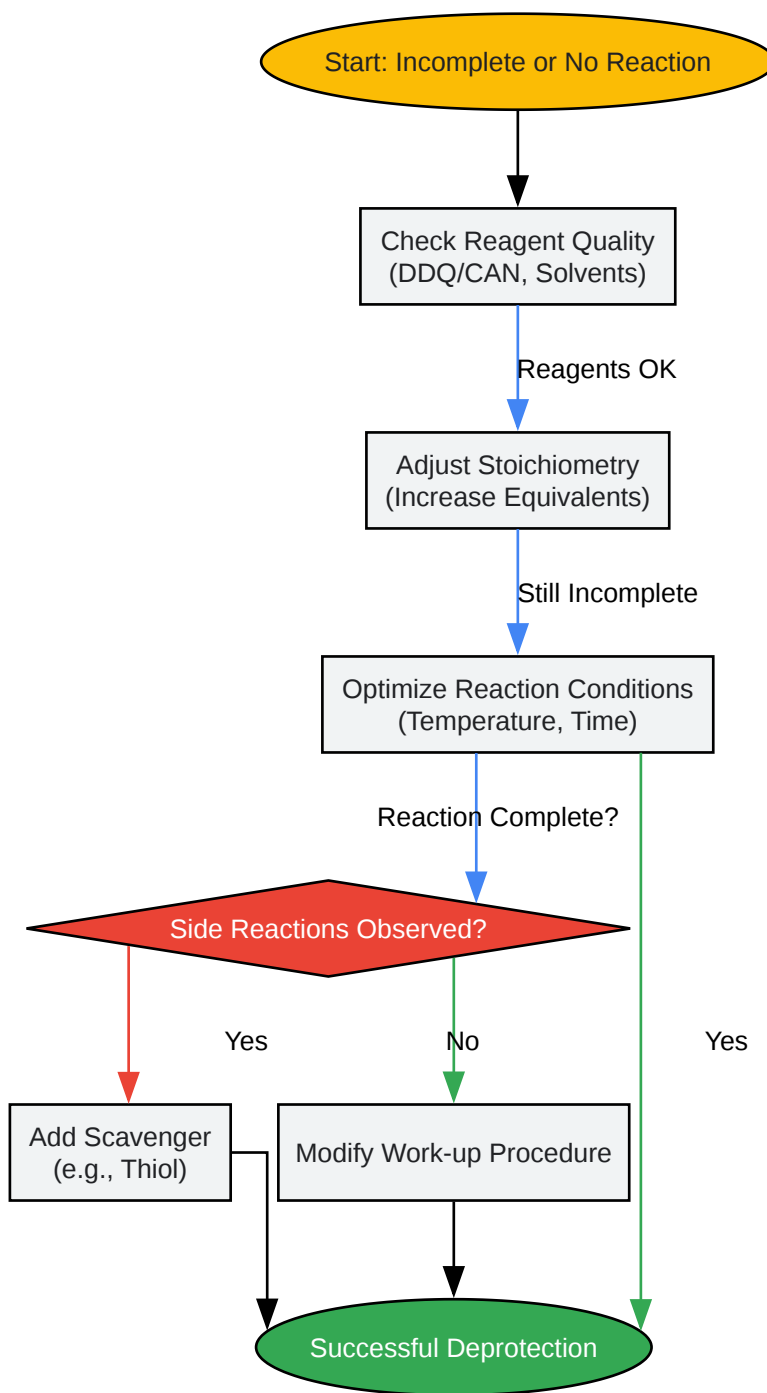 Start: Incomplete or No Reaction
Check Reagent Quality
(DDQ/CAN, Solvents)
Reagents OK
Adjust Stoichiometry
(Increase Equivalents)
Still Incomplete
Optimize Reaction Conditions
(Temperature, Time)
Reaction Complete?
Side Reactions Observed?
Yes
No
Yes
Add Scavenger
(e.g., Thiol)
Modify Work-up Procedure
Successful Deprotection